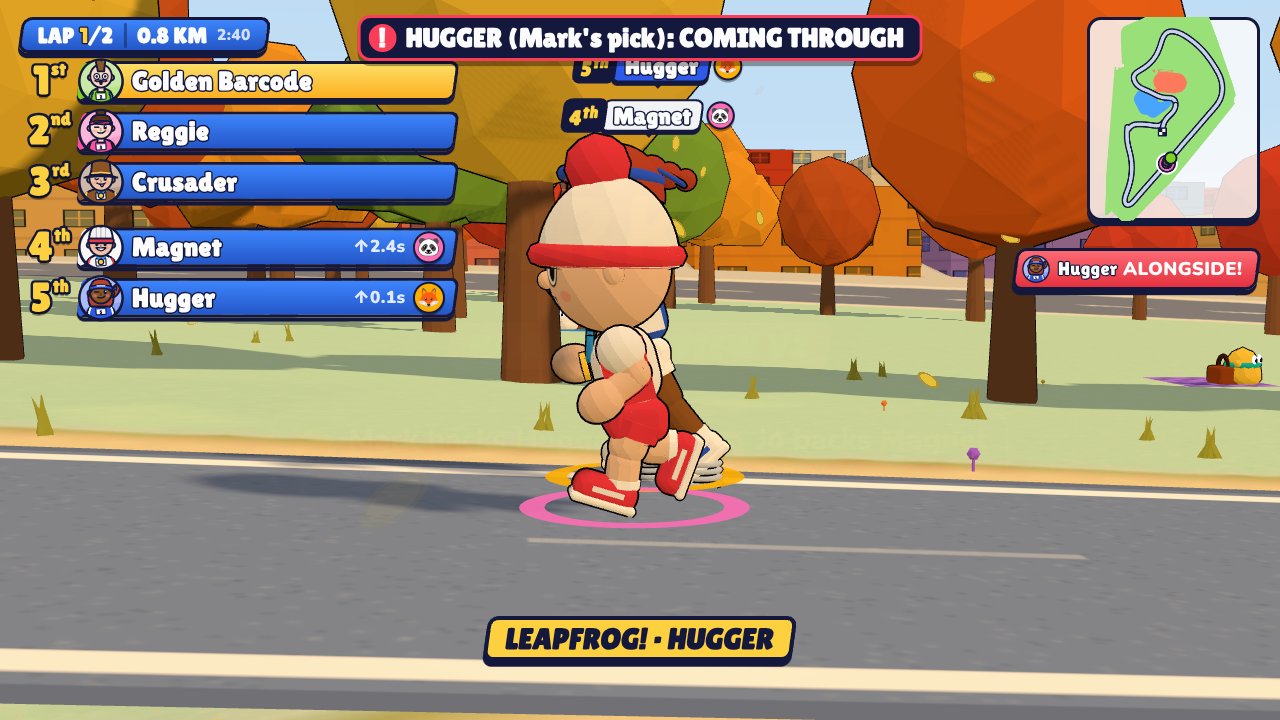 LAP 1/2 0.8 KM 2:40
! HUGGER (Mark's pick): COMING THROUGH
1st Golden Barcode
2nd Reggie
3rd Crusader
4th Magnet ↑2.4s
5th Hugger ↑0.1s
5th Hugger
4th Magnet
Hugger ALONGSIDE!
LEAPFROG! · HUGGER